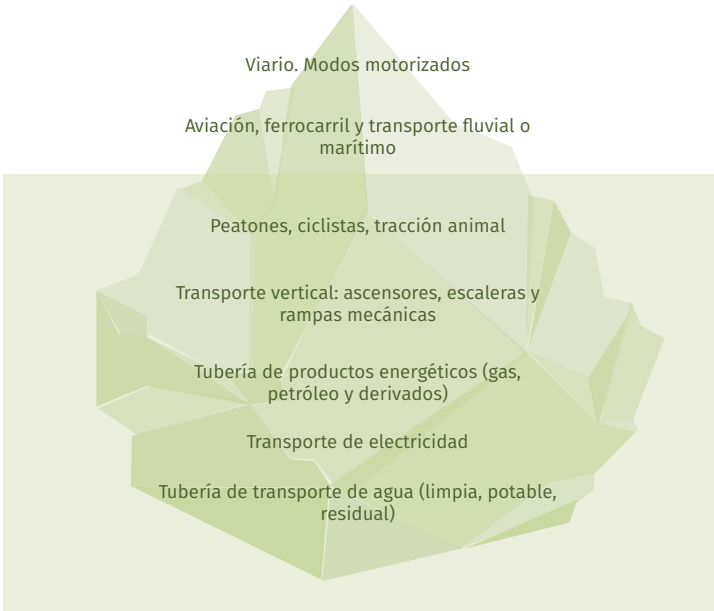 Viario. Modos motorizados
Aviación, ferrocarril y transporte fluvial o
marítimo
Peatones, ciclistas, tracción animal
Transporte vertical: ascensores, escaleras y
rampas mecánicas
Tubería de productos energéticos (gas,
petróleo y derivados)
Transporte de electricidad
Tubería de transporte de agua (limpia, potable,
residual)